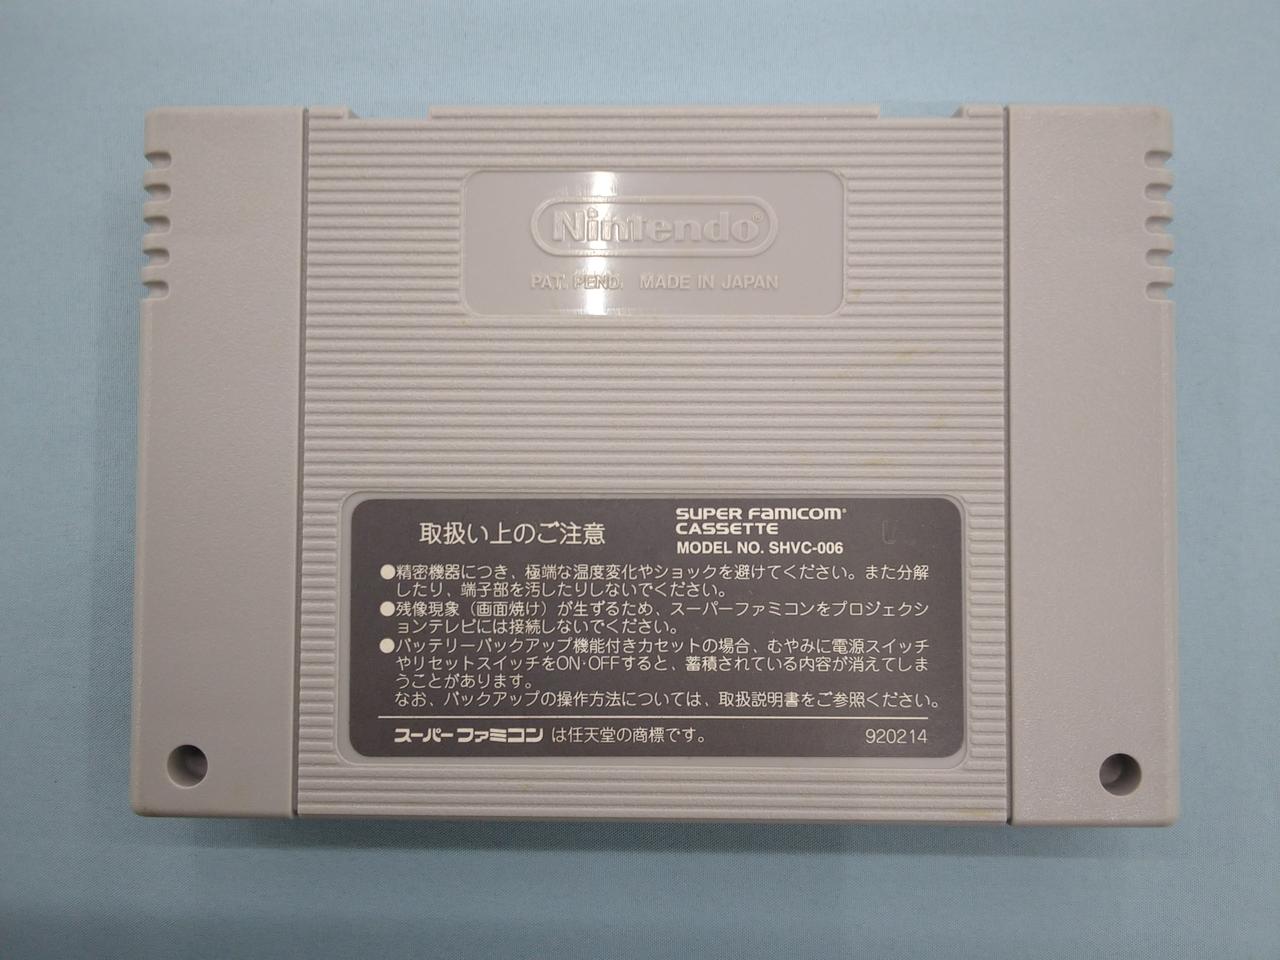 Nintendo®
PAT. PEND. MADE IN JAPAN
取扱い上のご注意
SUPER FAMICOM®
CASSETTE
MODEL NO. SHVC-006
●精密機器につき、極端な温度変化やショックを避けてください。また分解
したり、端子部を汚したりしないでください。
●残像現象（画面焼け）が生ずるため、スーパーファミコンをプロジェクシ
ョンテレビには接続しないでください。
●バッテリーバックアップ機能付きカセットの場合、むやみに電源スイッチ
やリセットスイッチをON·OFFすると、蓄積されている内容が消えてしま
うことがあります。
なお、バックアップの操作方法については、取扱説明書をご参照ください。
スーパーファミコン は任天堂の商標です。
920214